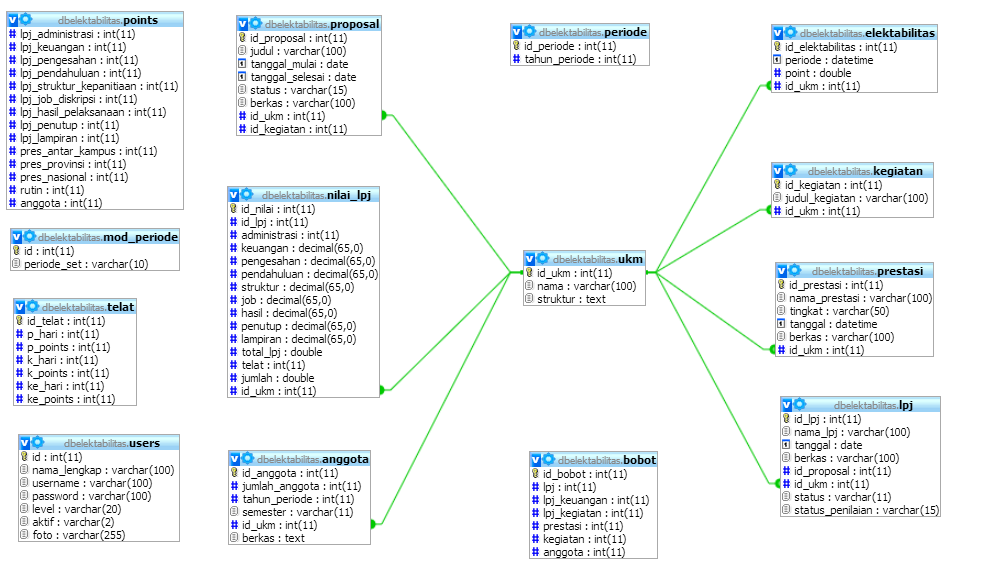 dbelektabilitas.points
lpj_administrasi : int(11)
lpj_keuangan : int(11)
lpj_pengesahan : int(11)
lpj_pendahuluan : int(11)
lpj_struktur_kepanitiaan : int(11)
lpj_job_diskripsi : int(11)
lpj_hasil_pelaksanaan : int(11)
lpj_penutup : int(11)
lpj_lampiran : int(11)
pres_antar_kampus : int(11)
pres_provinsi : int(11)
pres_nasional : int(11)
rutin : int(11)
anggota : int(11)
dbelektabilitas.mod_periode
id : int(11)
periode_set : varchar(10)
dbelektabilitas.telat
id_telat : int(11)
p_hari : int(11)
p_points : int(11)
k_hari : int(11)
k_points : int(11)
ke_hari : int(11)
ke_points : int(11)
dbelektabilitas.users
id : int(11)
nama_lengkap : varchar(100)
username : varchar(100)
password : varchar(100)
level : varchar(20)
aktif : varchar(2)
foto : varchar(255)
dbelektabilitas.proposal
id_proposal : int(11)
judul : varchar(100)
tanggal_mulai : date
tanggal_selesai : date
status : varchar(15)
berkas : varchar(100)
id_ukm : int(11)
id_kegiatan : int(11)
dbelektabilitas.nilai_lpj
id_nilai : int(11)
id_lpj : int(11)
administrasi : int(11)
keuangan : decimal(65,0)
pengesahan : decimal(65,0)
pendahuluan : decimal(65,0)
struktur : decimal(65,0)
job : decimal(65,0)
hasil : decimal(65,0)
penutup : decimal(65,0)
lampiran : decimal(65,0)
total_lpj : double
telat : int(11)
jumlah : double
id_ukm : int(11)
dbelektabilitas.anggota
id_anggota : int(11)
jumlah_anggota : int(11)
tahun_periode : int(11)
semester : varchar(11)
id_ukm : int(11)
berkas : text
dbelektabilitas.periode
id_periode : int(11)
tahun_periode : int(11)
dbelektabilitas.ukm
id_ukm : int(11)
nama : varchar(100)
struktur : text
dbelektabilitas.bobot
id_bobot : int(11)
lpj : int(11)
lpj_keuangan : int(11)
lpj_kegiatan : int(11)
prestasi : int(11)
kegiatan : int(11)
anggota : int(11)
dbelektabilitas.elektabilitas
id_elektabilitas : int(11)
periode : datetime
point : double
id_ukm : int(11)
dbelektabilitas.kegiatan
id_kegiatan : int(11)
judul_kegiatan : varchar(100)
id_ukm : int(11)
dbelektabilitas.prestasi
id_prestasi : int(11)
nama_prestasi : varchar(100)
tingkat : varchar(50)
tanggal : datetime
berkas : varchar(100)
id_ukm : int(11)
dbelektabilitas.lpj
id_lpj : int(11)
nama_lpj : varchar(100)
tanggal : date
berkas : varchar(100)
id_proposal : int(11)
id_ukm : int(11)
status : varchar(11)
status_penilaian : varchar(15)